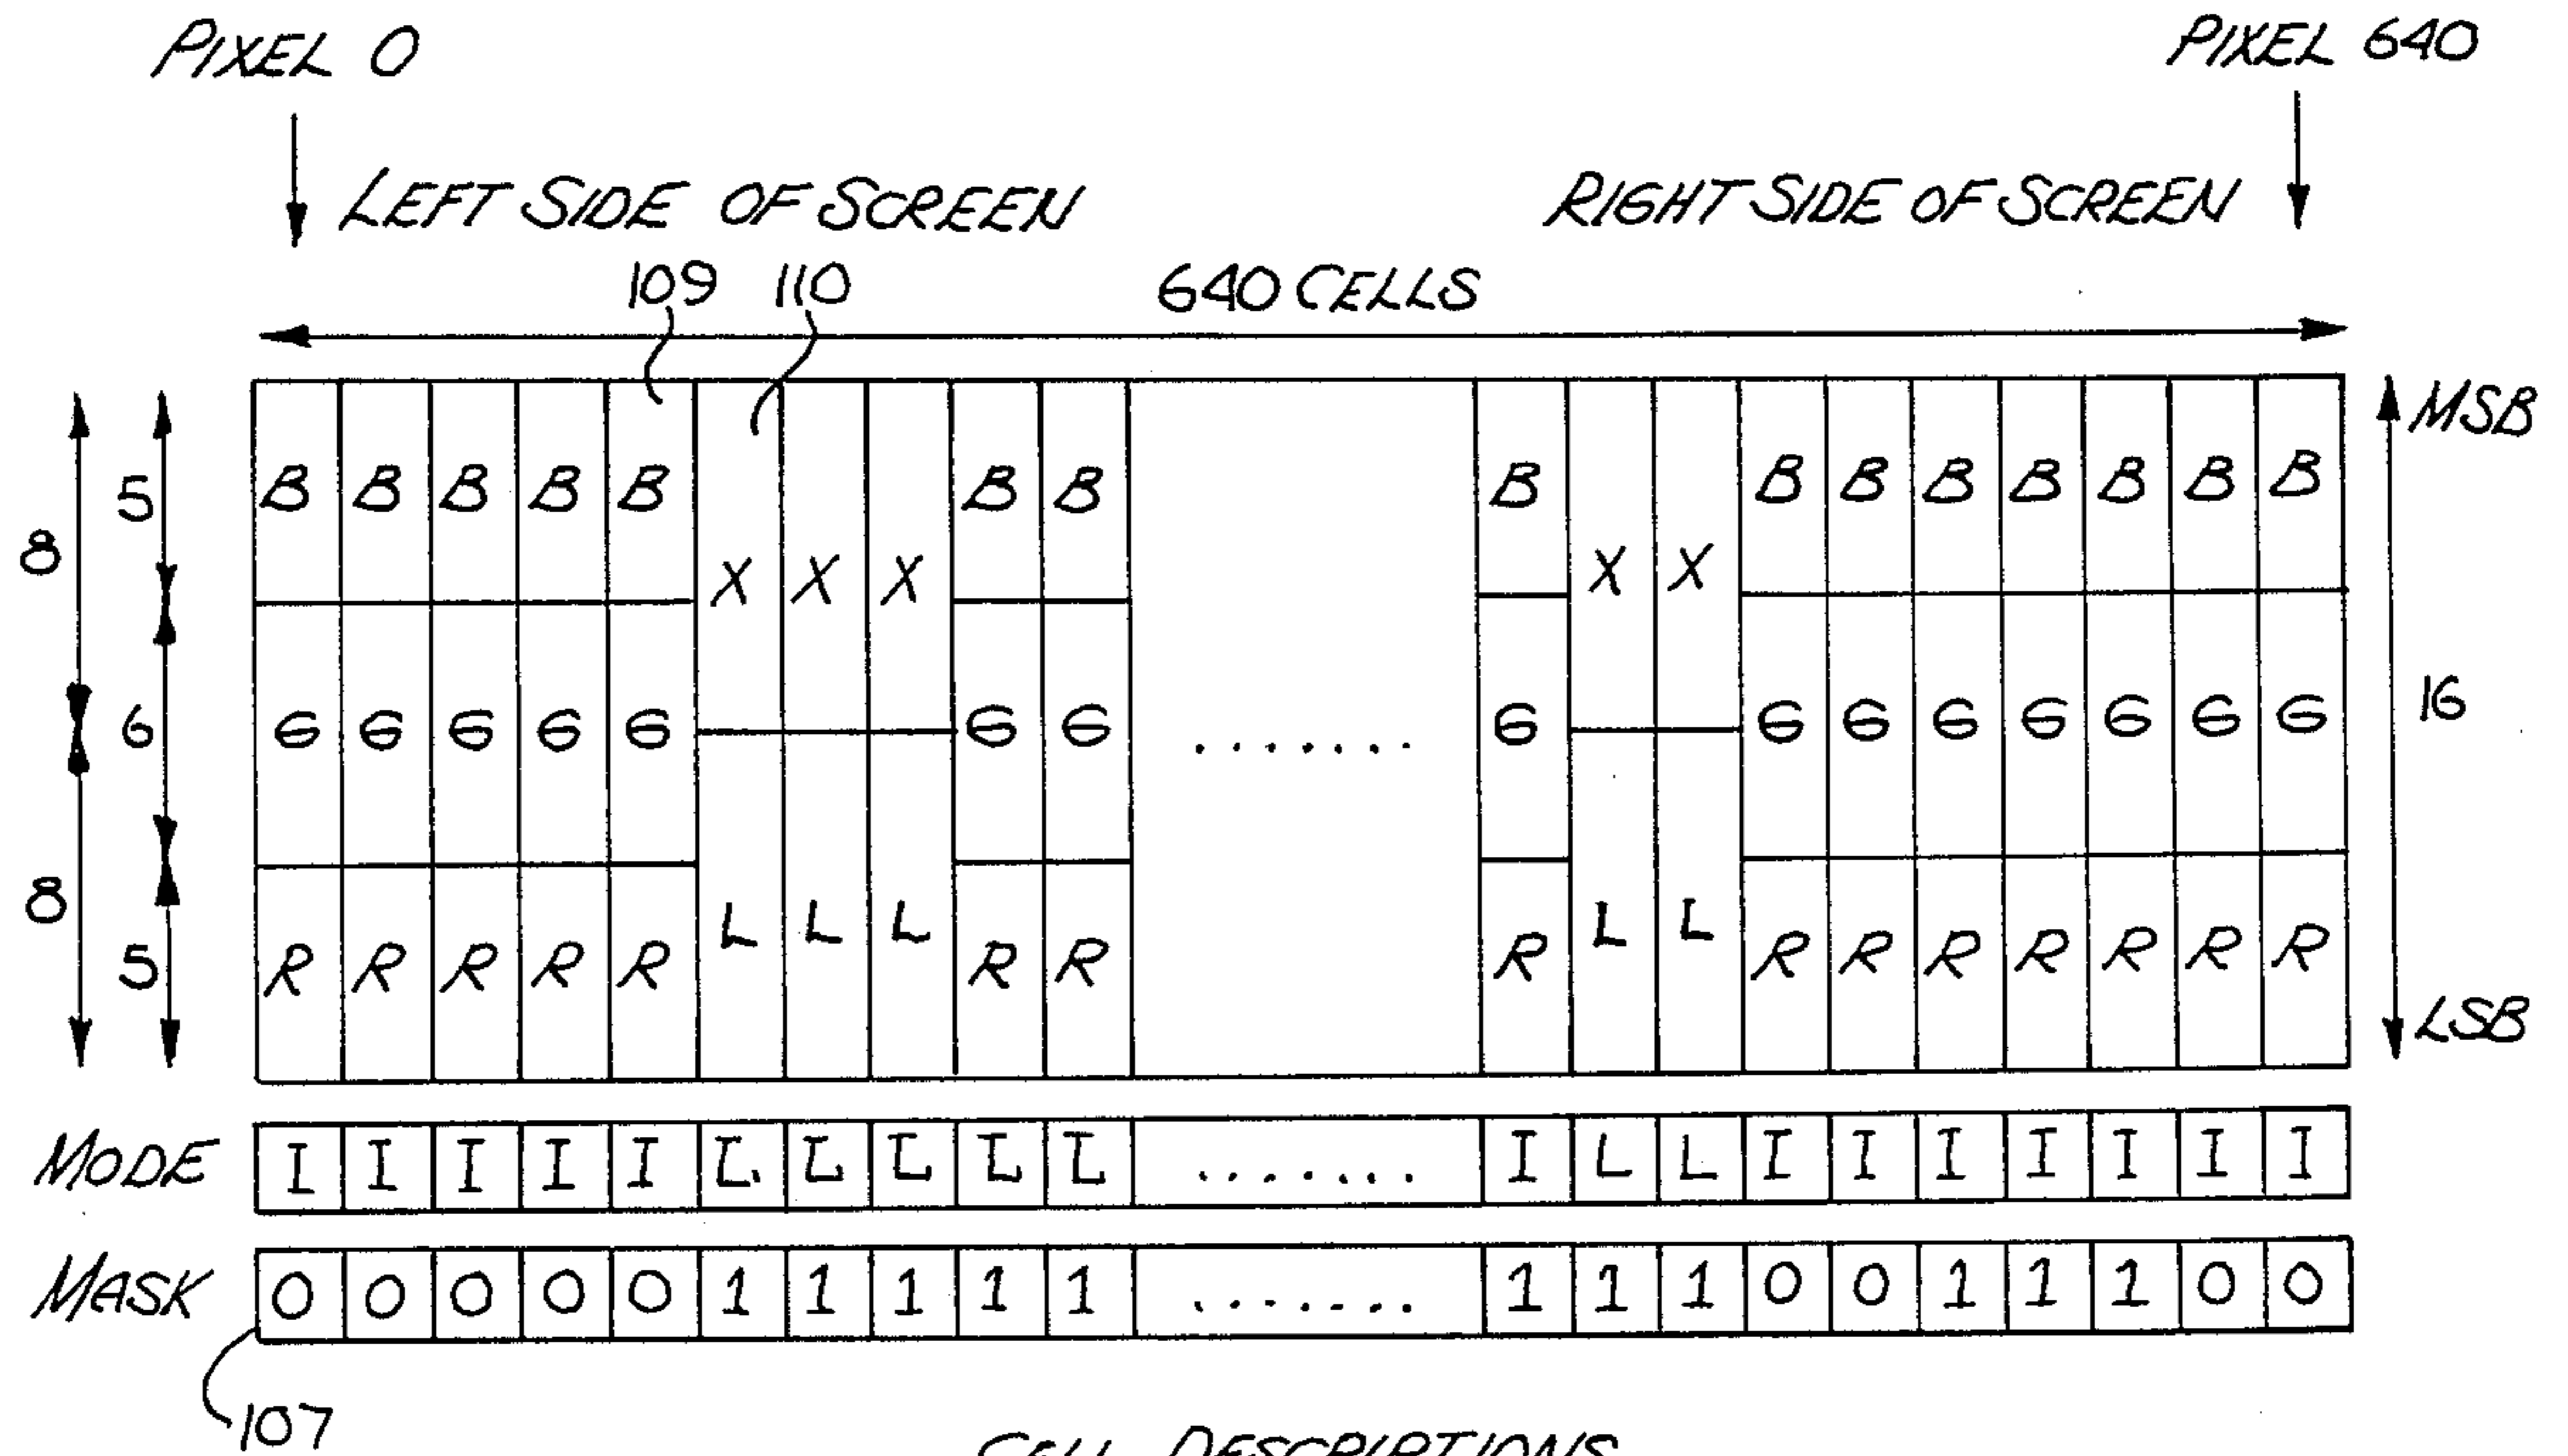 PIXEL 0 PIXEL 640
LEFT SIDE OF SCREEN RIGHT SIDE OF SCREEN
109 110 640 CELLS
MSB
B B B B B B B B B B B B B B B
5
8
X X X X X
6 G G G G G G G ....... G G G G G G G G 16
8
L L L L L
5 R R R R R R R R R R R R R R R
LSB
MODE I I I I I L L L L L ....... I L L I I I I I I I
MASK 0 0 0 0 0 1 1 1 1 1 ....... 1 1 1 0 0 1 1 1 0 0
107
CELL DESCRIPTIONS